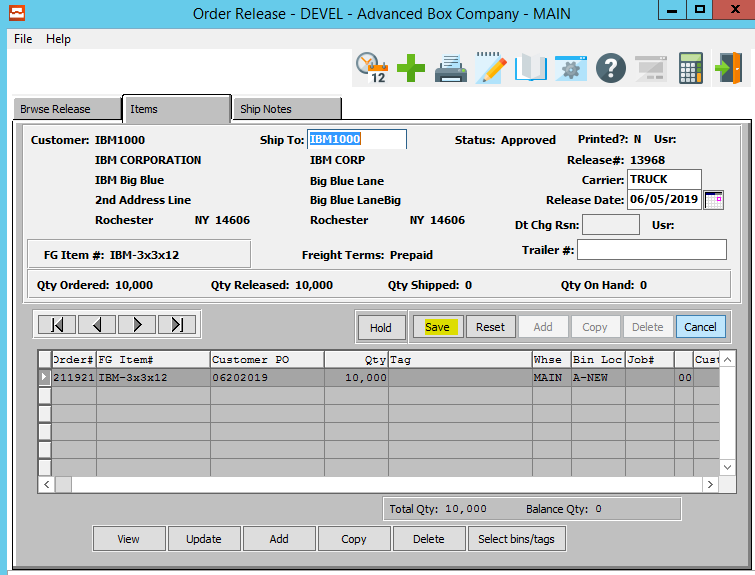 Order Release - DEVEL - Advanced Box Company - MAIN
File Help
12
Brwse Release Items Ship Notes
Customer: IBM1000 Ship To: IBM1000 Status: Approved Printed?: N Usr:
IBM CORPORATION IBM CORP Release#: 13968
IBM Big Blue Big Blue Lane Carrier: TRUCK
2nd Address Line Big Blue LaneBig Release Date: 06/05/2019
Rochester NY 14606 Rochester NY 14606
Dt Chg Rsn: Usr:
FG Item #: IBM-3x3x12 Freight Terms: Prepaid Trailer #:
Qty Ordered: 10,000 Qty Released: 10,000 Qty Shipped: 0 Qty On Hand: 0
Hold Save Reset Add Copy Delete Cancel
Order# FG Item# Customer PO Qty Tag Whse Bin Loc Job# Cust
211921 IBM-3x3x12 06202019 10,000 MAIN A-NEW 00
Total Qty: 10,000 Balance Qty: 0
View Update Add Copy Delete Select bins/tags